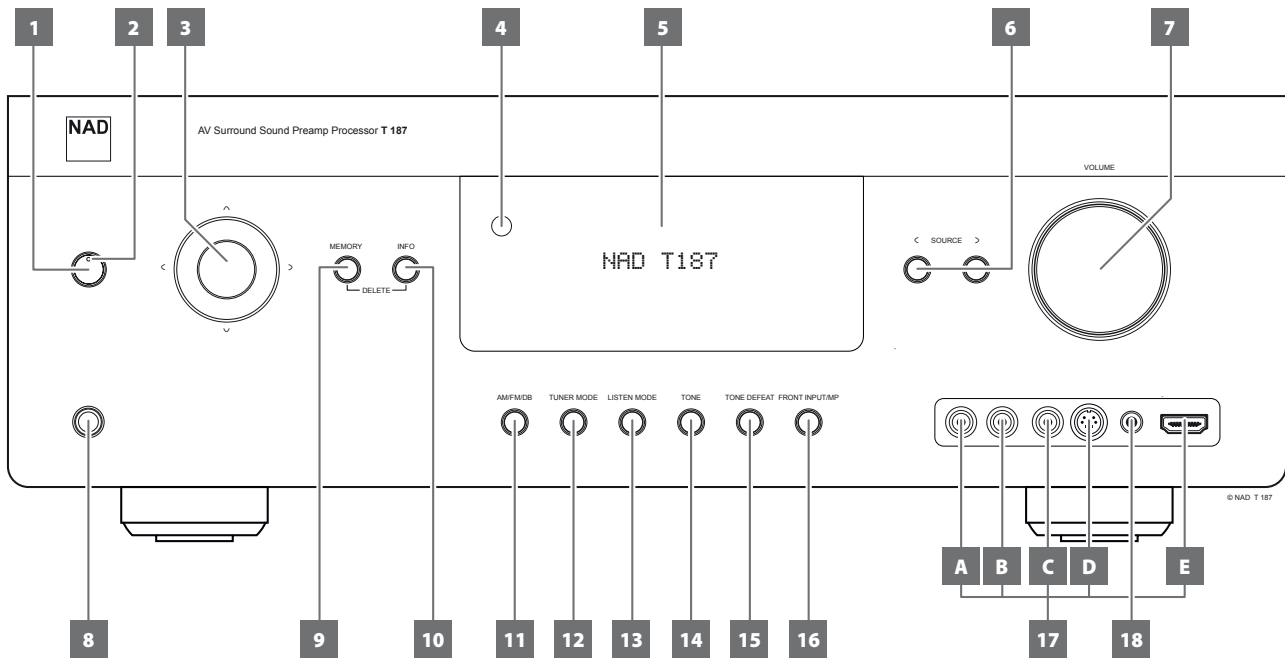 1 2 3 4 5 6 7
NAD
AV Surround Sound Preamp Processor T 187
VOLUME
MEMORY INFO
DELETE
NAD T187
< SOURCE >
AM/FM/DB TUNER MODE LISTEN MODE TONE TONE DEFEAT FRONT INPUT/MP
© NAD T 187
A B C D E
8 9 10 11 12 13 14 15 16 17 18